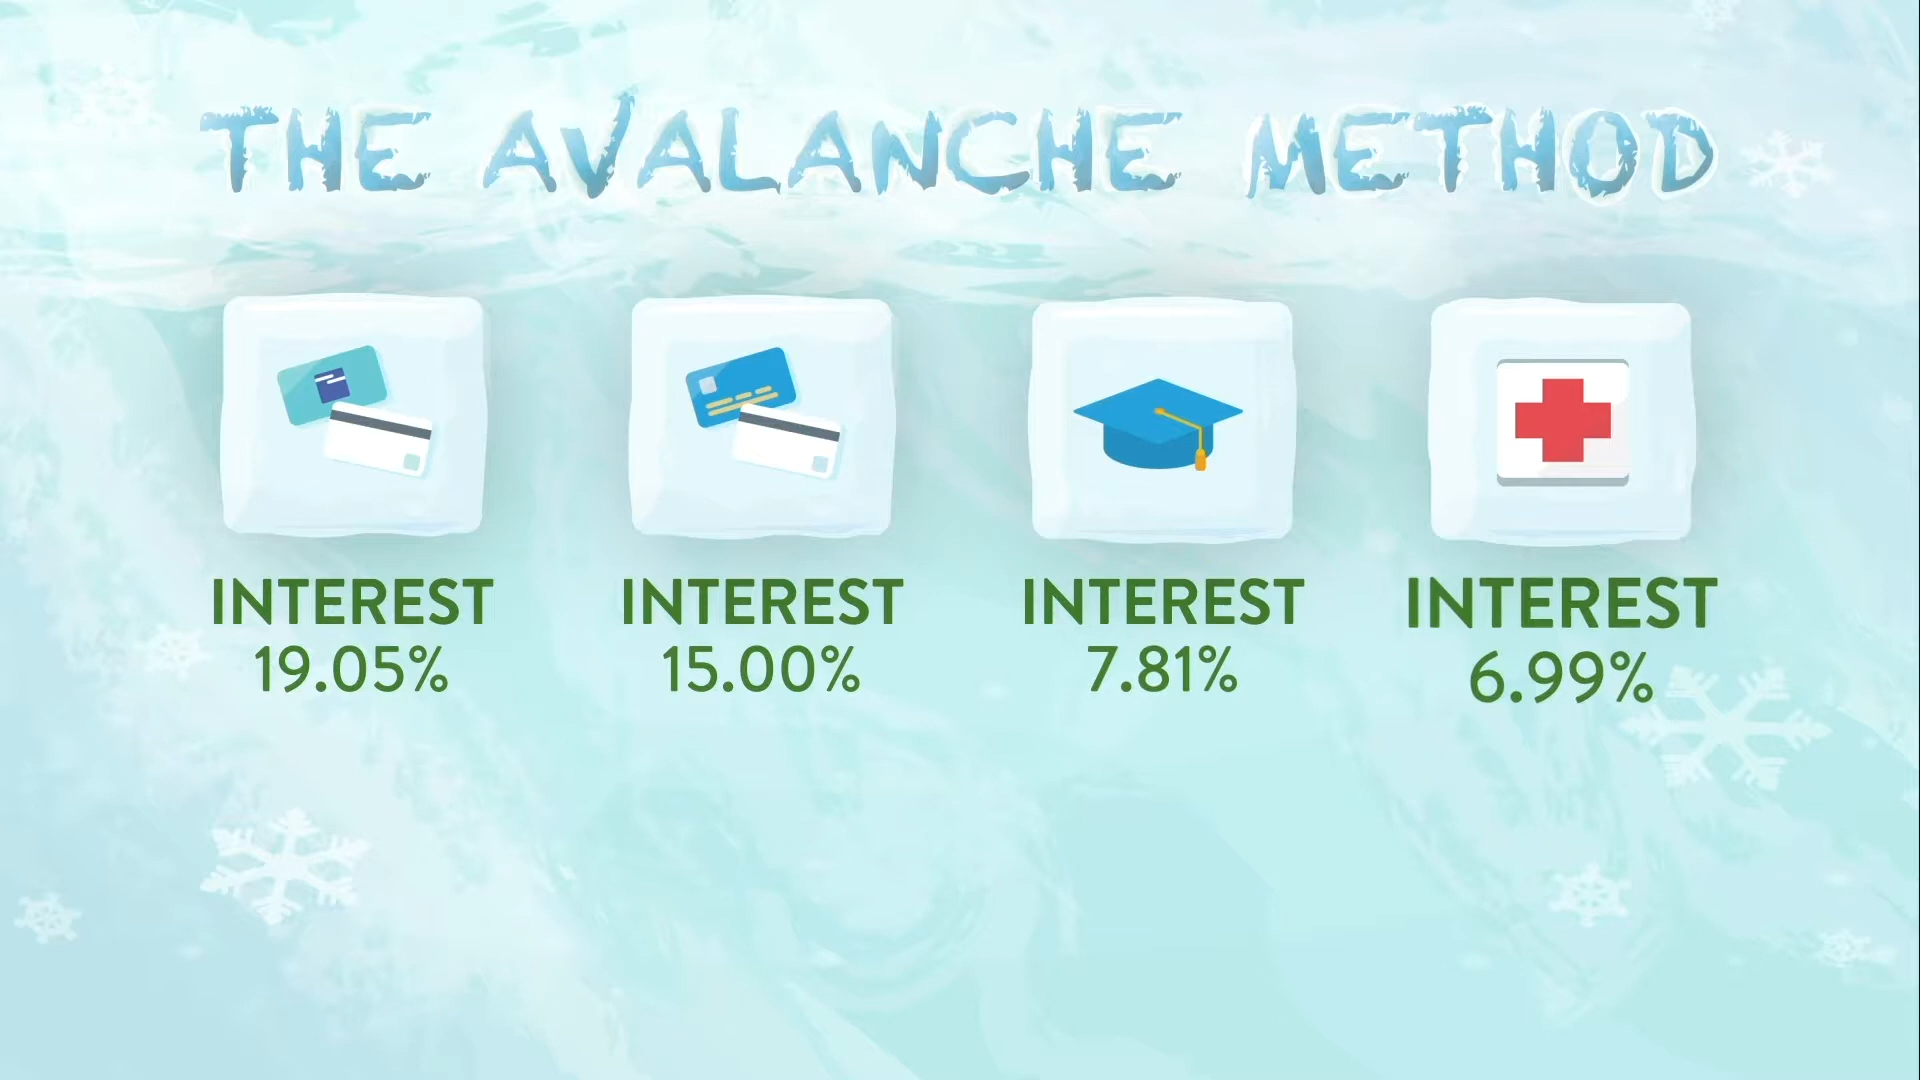 THE AVALANCHE METHOD
INTEREST
19.05%
INTEREST
15.00%
INTEREST
7.81%
INTEREST
6.99%